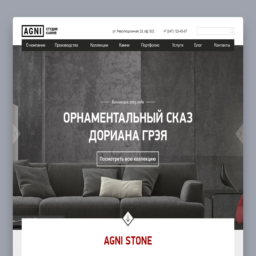 AGNI
СТУДИЯ
КАМНЯ
О компании Производство Коллекции Камни Портфолио Услуги Блог Контакты
ОРНАМЕНТАЛЬНЫЙ СКАЗ
ДОРИАНА ГРЭЯ
Посмотреть всю коллекцию
AGNI STONE